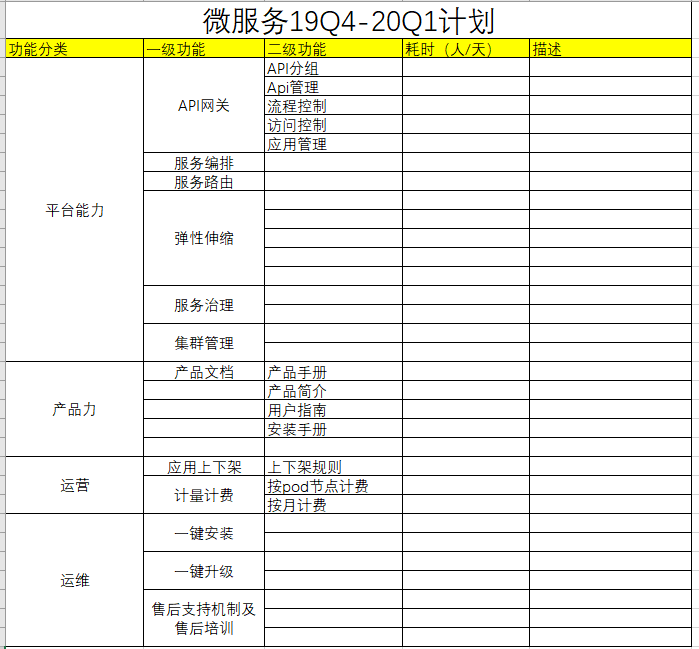 微服务19Q4-20Q1计划
功能分类 一级功能 二级功能 耗时（人/天） 描述
平台能力
API网关
API分组
Api管理
流程控制
访问控制
应用管理
服务编排
服务路由
弹性伸缩
服务治理
集群管理
产品力
产品文档 产品手册
产品简介
用户指南
安装手册
运营
应用上下架 上下架规则
计量计费
按pod节点计费
按月计费
运维
一键安装
一键升级
售后支持机制及
售后培训